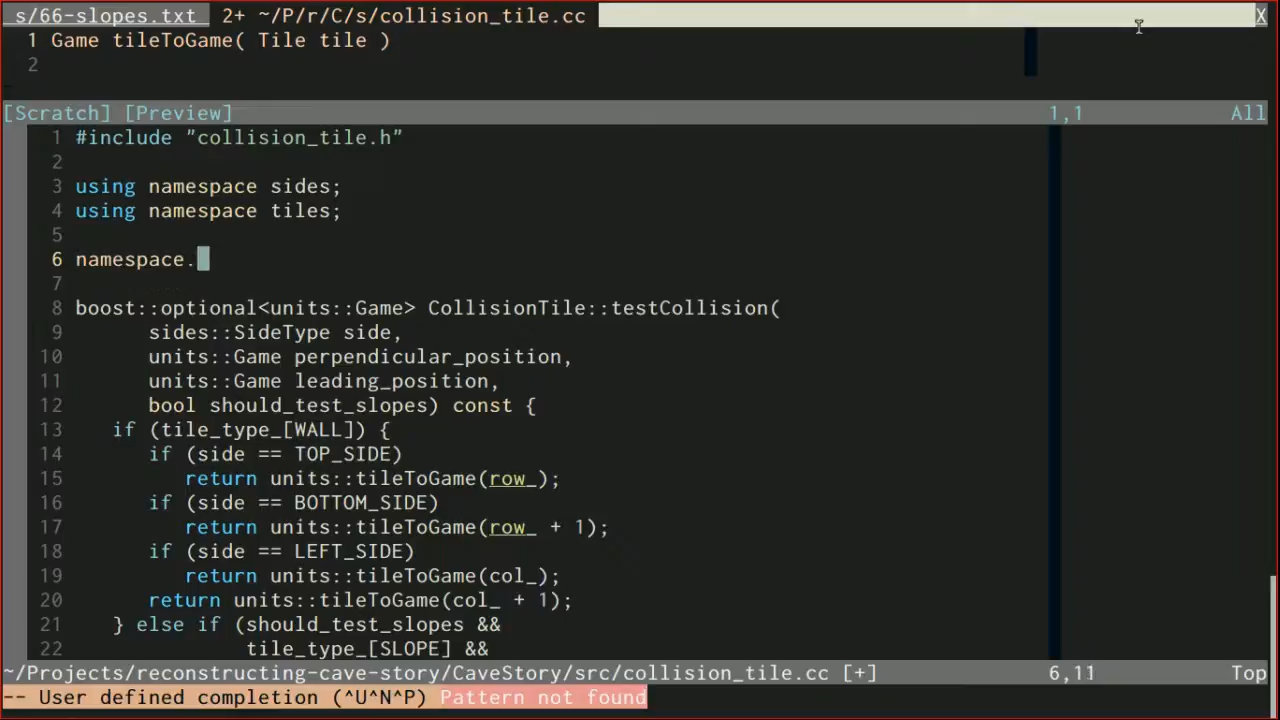 s/66-slopes.txt  2+ ~/P/r/C/s/collision_tile.cc X
1 Game tileToGame( Tile tile )
2
[Scratch] [Preview] 1,1 All
1 #include "collision_tile.h"
2
3 using namespace sides;
4 using namespace tiles;
5
6 namespace.
7
8 boost::optional<units::Game> CollisionTile::testCollision(
9       sides::SideType side,
10       units::Game perpendicular_position,
11       units::Game leading_position,
12       bool should_test_slopes) const {
13    if (tile_type_[WALL]) {
14       if (side == TOP_SIDE)
15          return units::tileToGame(row_);
16       if (side == BOTTOM_SIDE)
17          return units::tileToGame(row_ + 1);
18       if (side == LEFT_SIDE)
19          return units::tileToGame(col_);
20       return units::tileToGame(col_ + 1);
21    } else if (should_test_slopes &&
22               tile_type_[SLOPE] &&
~/Projects/reconstructing-cave-story/CaveStory/src/collision_tile.cc [+] 6,11 Top
-- User defined completion (^U^N^P) Pattern not found